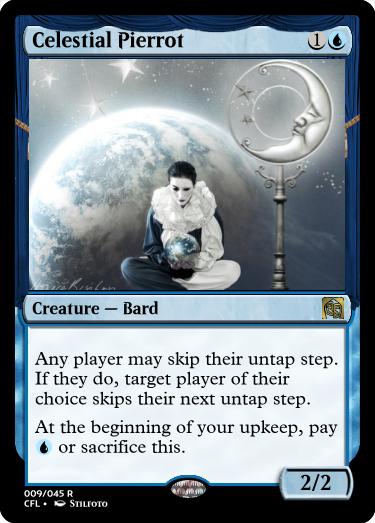 Celestial Pierrot
1
Creature — Bard
Any player may skip their untap step.
If they do, target player of their
choice skips their next untap step.
At the beginning of your upkeep, pay
or sacrifice this.
2/2
009/045 R
CFL • STILFOTO